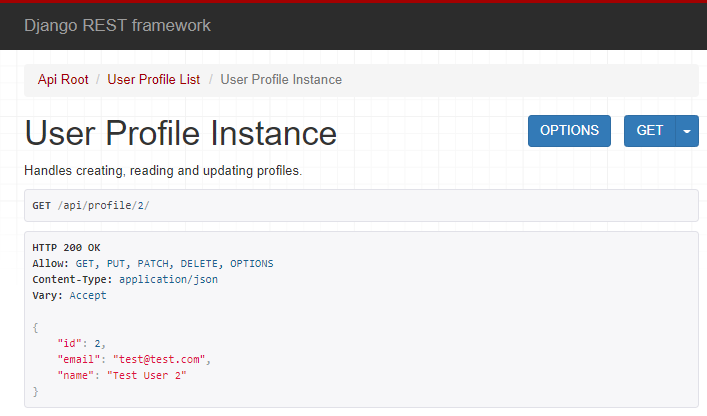 Django REST framework
Api Root / User Profile List / User Profile Instance
User Profile Instance
OPTIONS
GET
Handles creating, reading and updating profiles.
GET /api/profile/2/
HTTP 200 OK
Allow: GET, PUT, PATCH, DELETE, OPTIONS
Content-Type: application/json
Vary: Accept
{
    "id": 2,
    "email": "test@test.com",
    "name": "Test User 2"
}